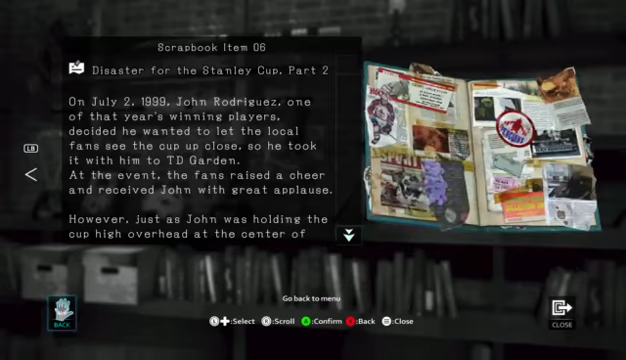 Scrapbook Item 06
Disaster for the Stanley Cup, Part 2
On July 2, 1999, John Rodriguez, one
of that year's winning players,
decided he wanted to let the local
fans see the cup up close, so he took
it with him to TD Garden.
At the event, the fans raised a cheer
and received John with great applause.
However, just as John was holding the
cup high overhead at the center of
LB
Go back to menu
L :Select R :Scroll A :Confirm :Back :Close
BACK
CLOSE